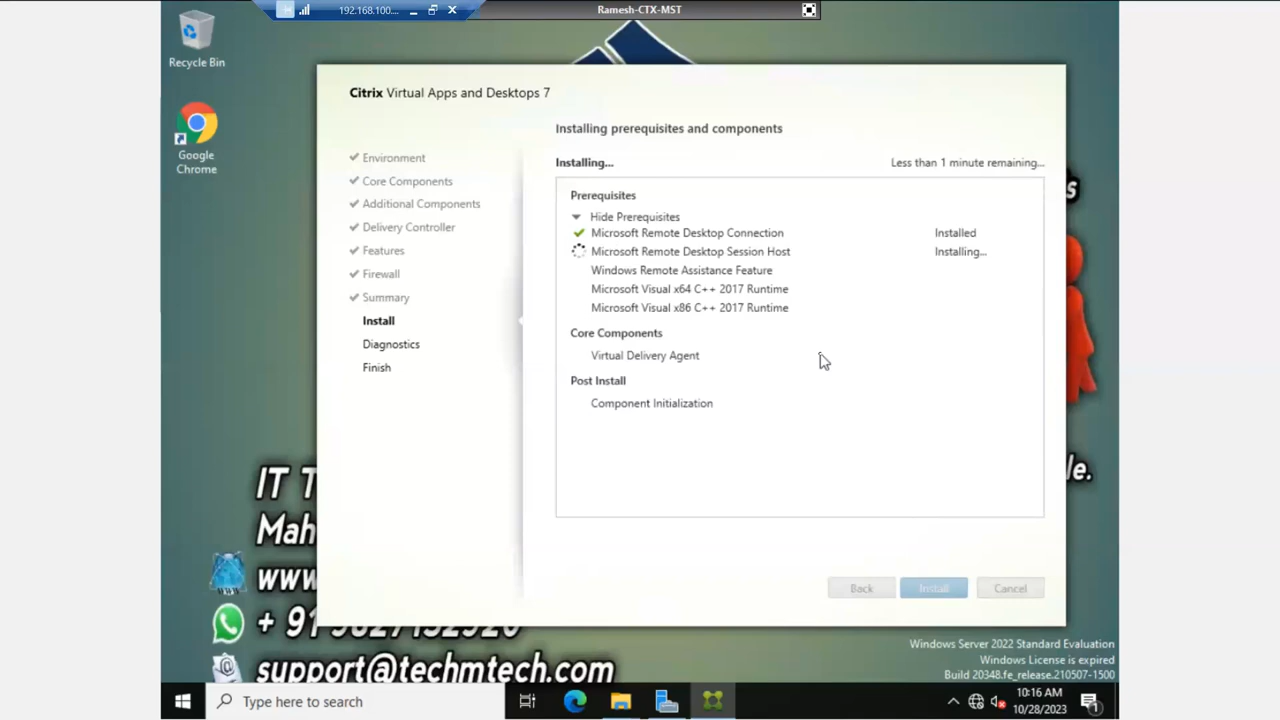 192.168.100...
Ramesh-CTX-MST
Recycle Bin
Google
Chrome
Citrix Virtual Apps and Desktops 7
Environment
Core Components
Additional Components
Delivery Controller
Features
Firewall
Summary
Install
Diagnostics
Finish
Installing prerequisites and components
Installing...
Less than 1 minute remaining...
Prerequisites
Hide Prerequisites
Microsoft Remote Desktop Connection Installed
Microsoft Remote Desktop Session Host Installing...
Windows Remote Assistance Feature
Microsoft Visual x64 C++ 2017 Runtime
Microsoft Visual x86 C++ 2017 Runtime
Core Components
Virtual Delivery Agent
Post Install
Component Initialization
Back
Install
Cancel
IT T
Mah
www
+ 91
support@techmtech.com
s
le.
Windows Server 2022 Standard Evaluation
Windows License is expired
Build 20348.fe_release.210507-1500
Type here to search
10:16 AM
10/28/2023
1